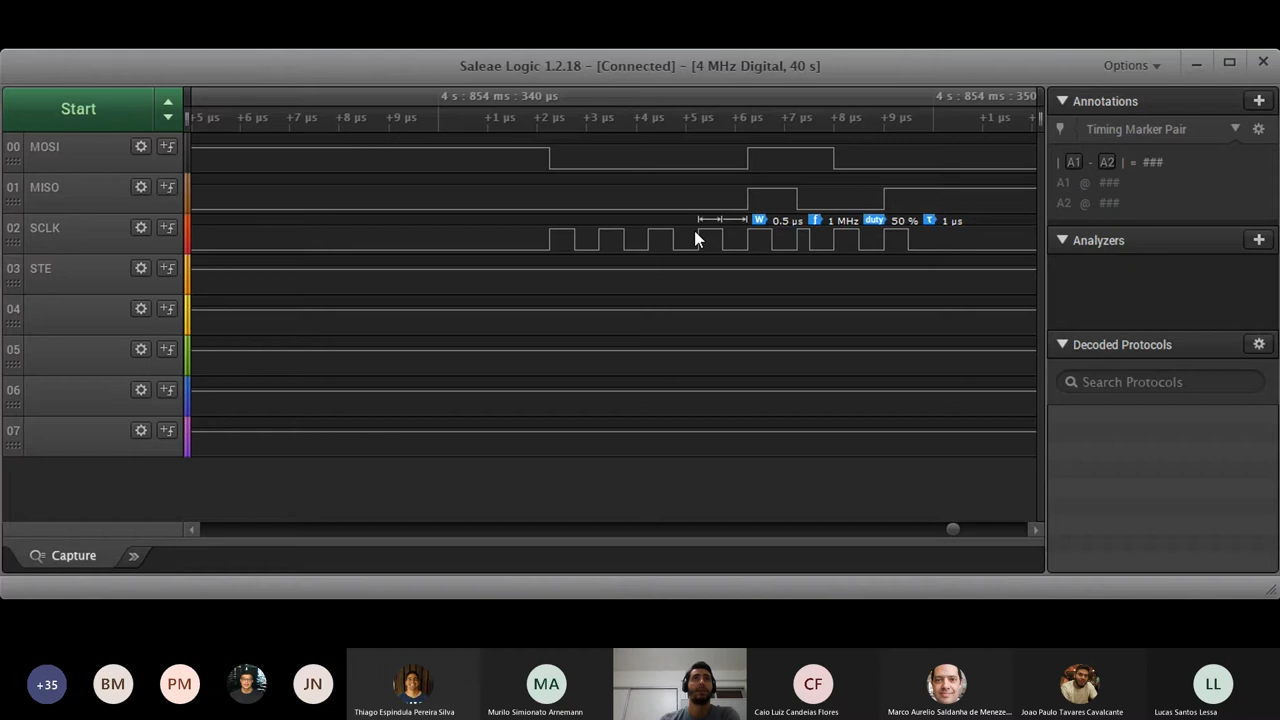 Saleae Logic 1.2.18 - [Connected] - [4 MHz Digital, 40 s]
Options
Start
4 s : 854 ms : 340 µs
4 s : 854 ms : 350
+5 µs +6 µs +7 µs +8 µs +9 µs +1 µs +2 µs +3 µs +4 µs +5 µs +6 µs +7 µs +8 µs +9 µs +1 µs
00 MOSI
01 MISO
02 SCLK
W 0.5 µs f 1 MHz duty 50 % T 1 µs
03 STE
04
05
06
07
Capture
Annotations
Timing Marker Pair
| A1 - A2 | = ###
A1 @ ###
A2 @ ###
Analyzers
Decoded Protocols
Search Protocols
+35
BM
PM
JN
Thiago Espindula Pereira Silva
MA
Murilo Simionato Arnemann
CF
Caio Luiz Candeias Flores
Marco Aurelio Saldanha de Meneze...
Joao Paulo Tavares Cavalcante
LL
Lucas Santos Lessa